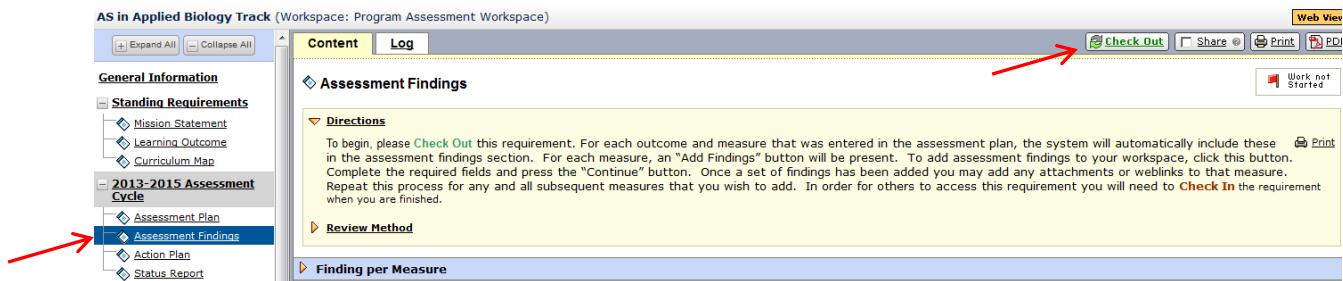 AS in Applied Biology Track (Workspace: Program Assessment Workspace)
Web View
Expand All Collapse All
Content Log
Check Out Share Print PDF
General Information
Assessment Findings
Work not
Started
Standing Requirements
Mission Statement
Learning Outcome
Curriculum Map
2013-2015 Assessment
Cycle
Assessment Plan
Assessment Findings
Action Plan
Status Report
Directions
To begin, please Check Out this requirement. For each outcome and measure that was entered in the assessment plan, the system will automatically include these
Print
in the assessment findings section. For each measure, an “Add Findings” button will be present. To add assessment findings to your workspace, click this button.
Complete the required fields and press the “Continue” button. Once a set of findings has been added you may add any attachments or weblinks to that measure.
Repeat this process for any and all subsequent measures that you wish to add. In order for others to access this requirement you will need to Check In the requirement
when you are finished.
Review Method
Finding per Measure